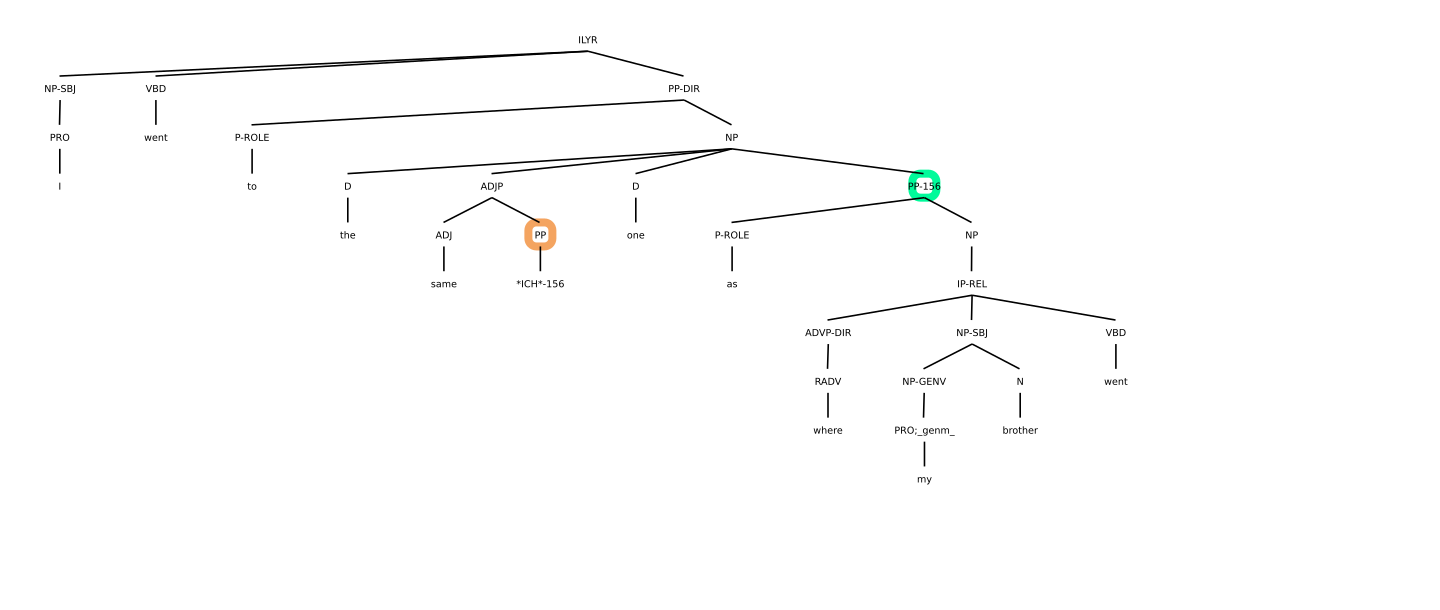 ILYR
NP-SBJ VBD PP-DIR
PRO went P-ROLE NP
I to D ADJP D PP-156
the ADJ PP one P-ROLE NP
same *ICH*-156 as IP-REL
ADVP-DIR NP-SBJ VBD
RADV NP-GENV N went
where PRO;_genm_ brother
my